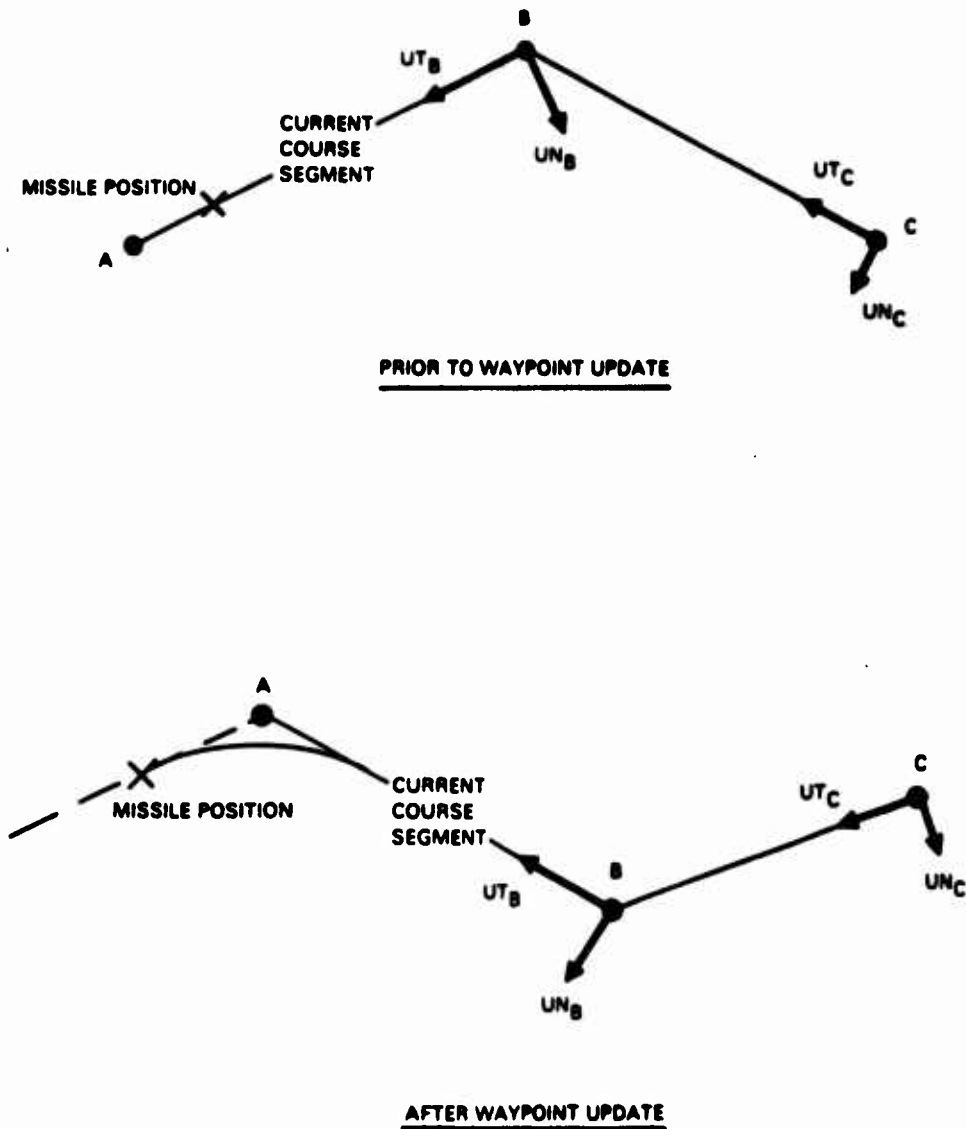 B
UT_B
CURRENT
COURSE
SEGMENT
UN_B
MISSILE POSITION
A
UT_C
C
UN_C
PRIOR TO WAYPOINT UPDATE
A
MISSILE POSITION
CURRENT
COURSE
SEGMENT
UT_B
B
UN_B
C
UT_C
UN_C
AFTER WAYPOINT UPDATE